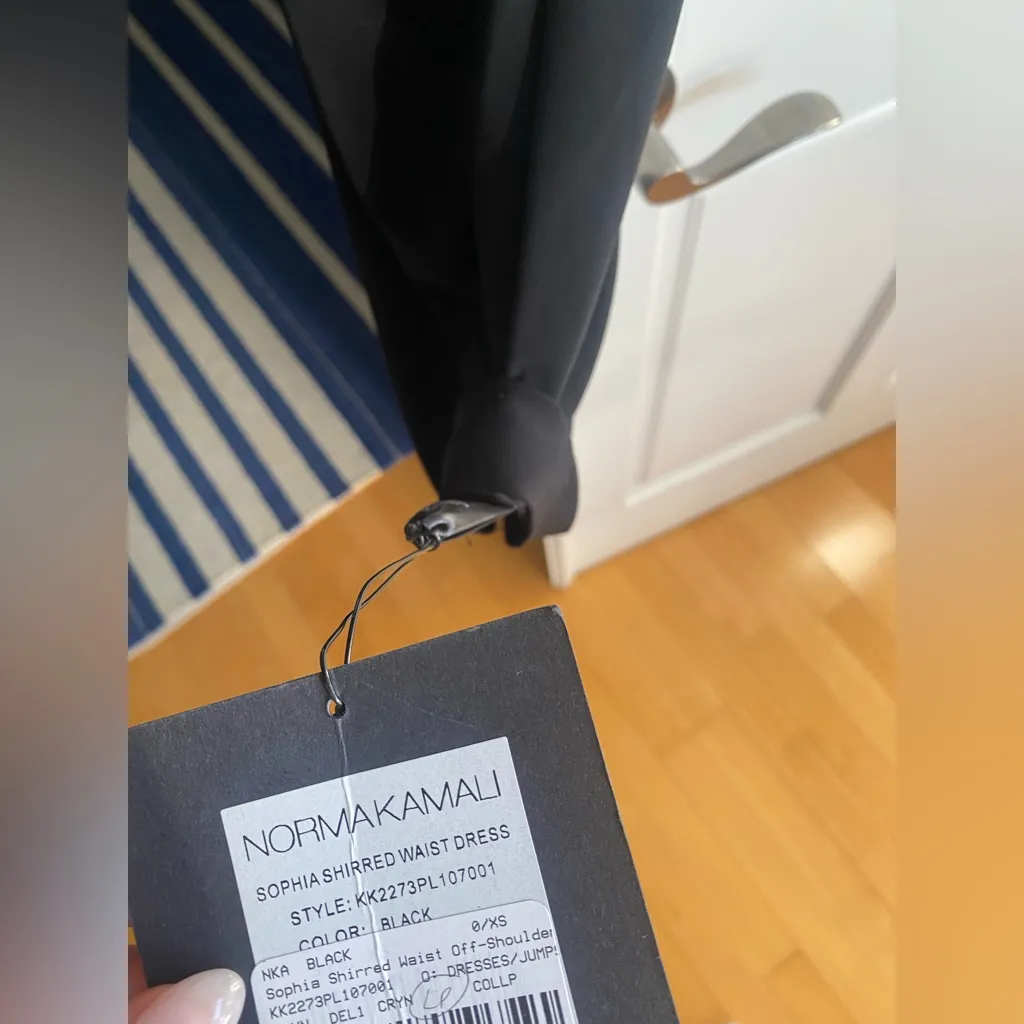 NORMAKAMALI
SOPHIA SHIRRED WAIST DRESS
STYLE: KK2273PL107001
COLOR: BLACK
NKA BLACK 0/XS
Sophia Shirred Waist Off-Shoulder
KK2273PL107001 O: DRESSES/JUMPS
DEL1 CRYN COLLP